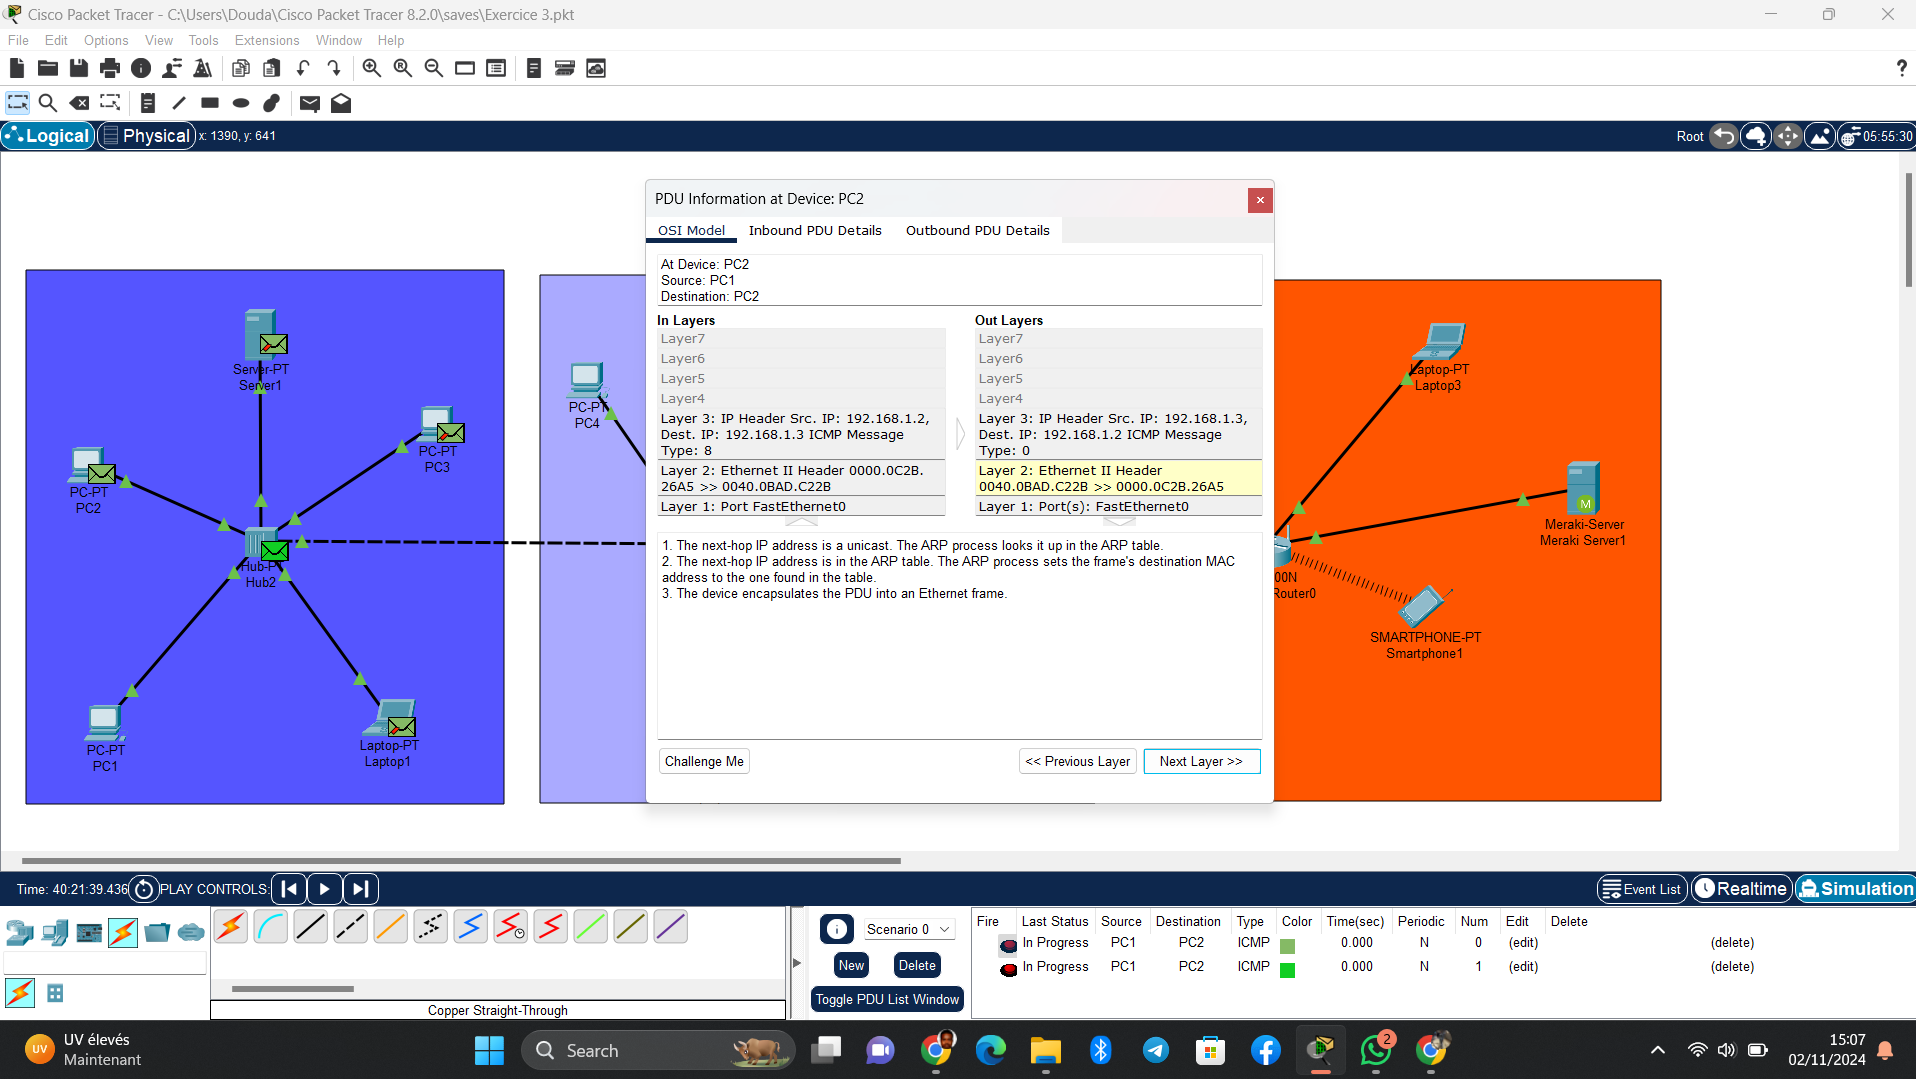 Cisco Packet Tracer - C:\Users\Douda\Cisco Packet Tracer 8.2.0\saves\Exercice 3.pkt
File Edit Options View Tools Extensions Window Help
?
Logical Physical x: 1390, y: 641
Root 05:55:30
PDU Information at Device: PC2
OSI Model Inbound PDU Details Outbound PDU Details
At Device: PC2
Source: PC1
Destination: PC2
In Layers Out Layers
Layer7 Layer7
Layer6 Layer6
Layer5 Layer5
Layer4 Layer4
Layer 3: IP Header Src. IP: 192.168.1.2,
Dest. IP: 192.168.1.3 ICMP Message
Type: 8
Layer 3: IP Header Src. IP: 192.168.1.3,
Dest. IP: 192.168.1.2 ICMP Message
Type: 0
Layer 2: Ethernet II Header 0000.0C2B.
26A5 >> 0040.0BAD.C22B
Layer 2: Ethernet II Header
0040.0BAD.C22B >> 0000.0C2B.26A5
Layer 1: Port FastEthernet0
Layer 1: Port(s): FastEthernet0
1. The next-hop IP address is a unicast. The ARP process looks it up in the ARP table.
2. The next-hop IP address is in the ARP table. The ARP process sets the frame's destination MAC
address to the one found in the table.
3. The device encapsulates the PDU into an Ethernet frame.
Challenge Me << Previous Layer Next Layer >>
Server-PT
Server1
PC-PT
PC3
PC-PT
PC2
Hub-P
Hub2
PC-PT
PC1
Laptop-PT
Laptop1
PC-PT
PC4
Laptop-PT
Laptop3
M
Meraki-Server
Meraki Server1
00N
Router0
SMARTPHONE-PT
Smartphone1
Time: 40:21:39.436 PLAY CONTROLS:
Event List Realtime Simulation
Copper Straight-Through
Scenario 0
New Delete
Toggle PDU List Window
Fire Last Status Source Destination Type Color Time(sec) Periodic Num Edit Delete
In Progress PC1 PC2 ICMP 0.000 N 0 (edit) (delete)
In Progress PC1 PC2 ICMP 0.000 N 1 (edit) (delete)
UV
UV élevés
Maintenant
Search
2
15:07
02/11/2024